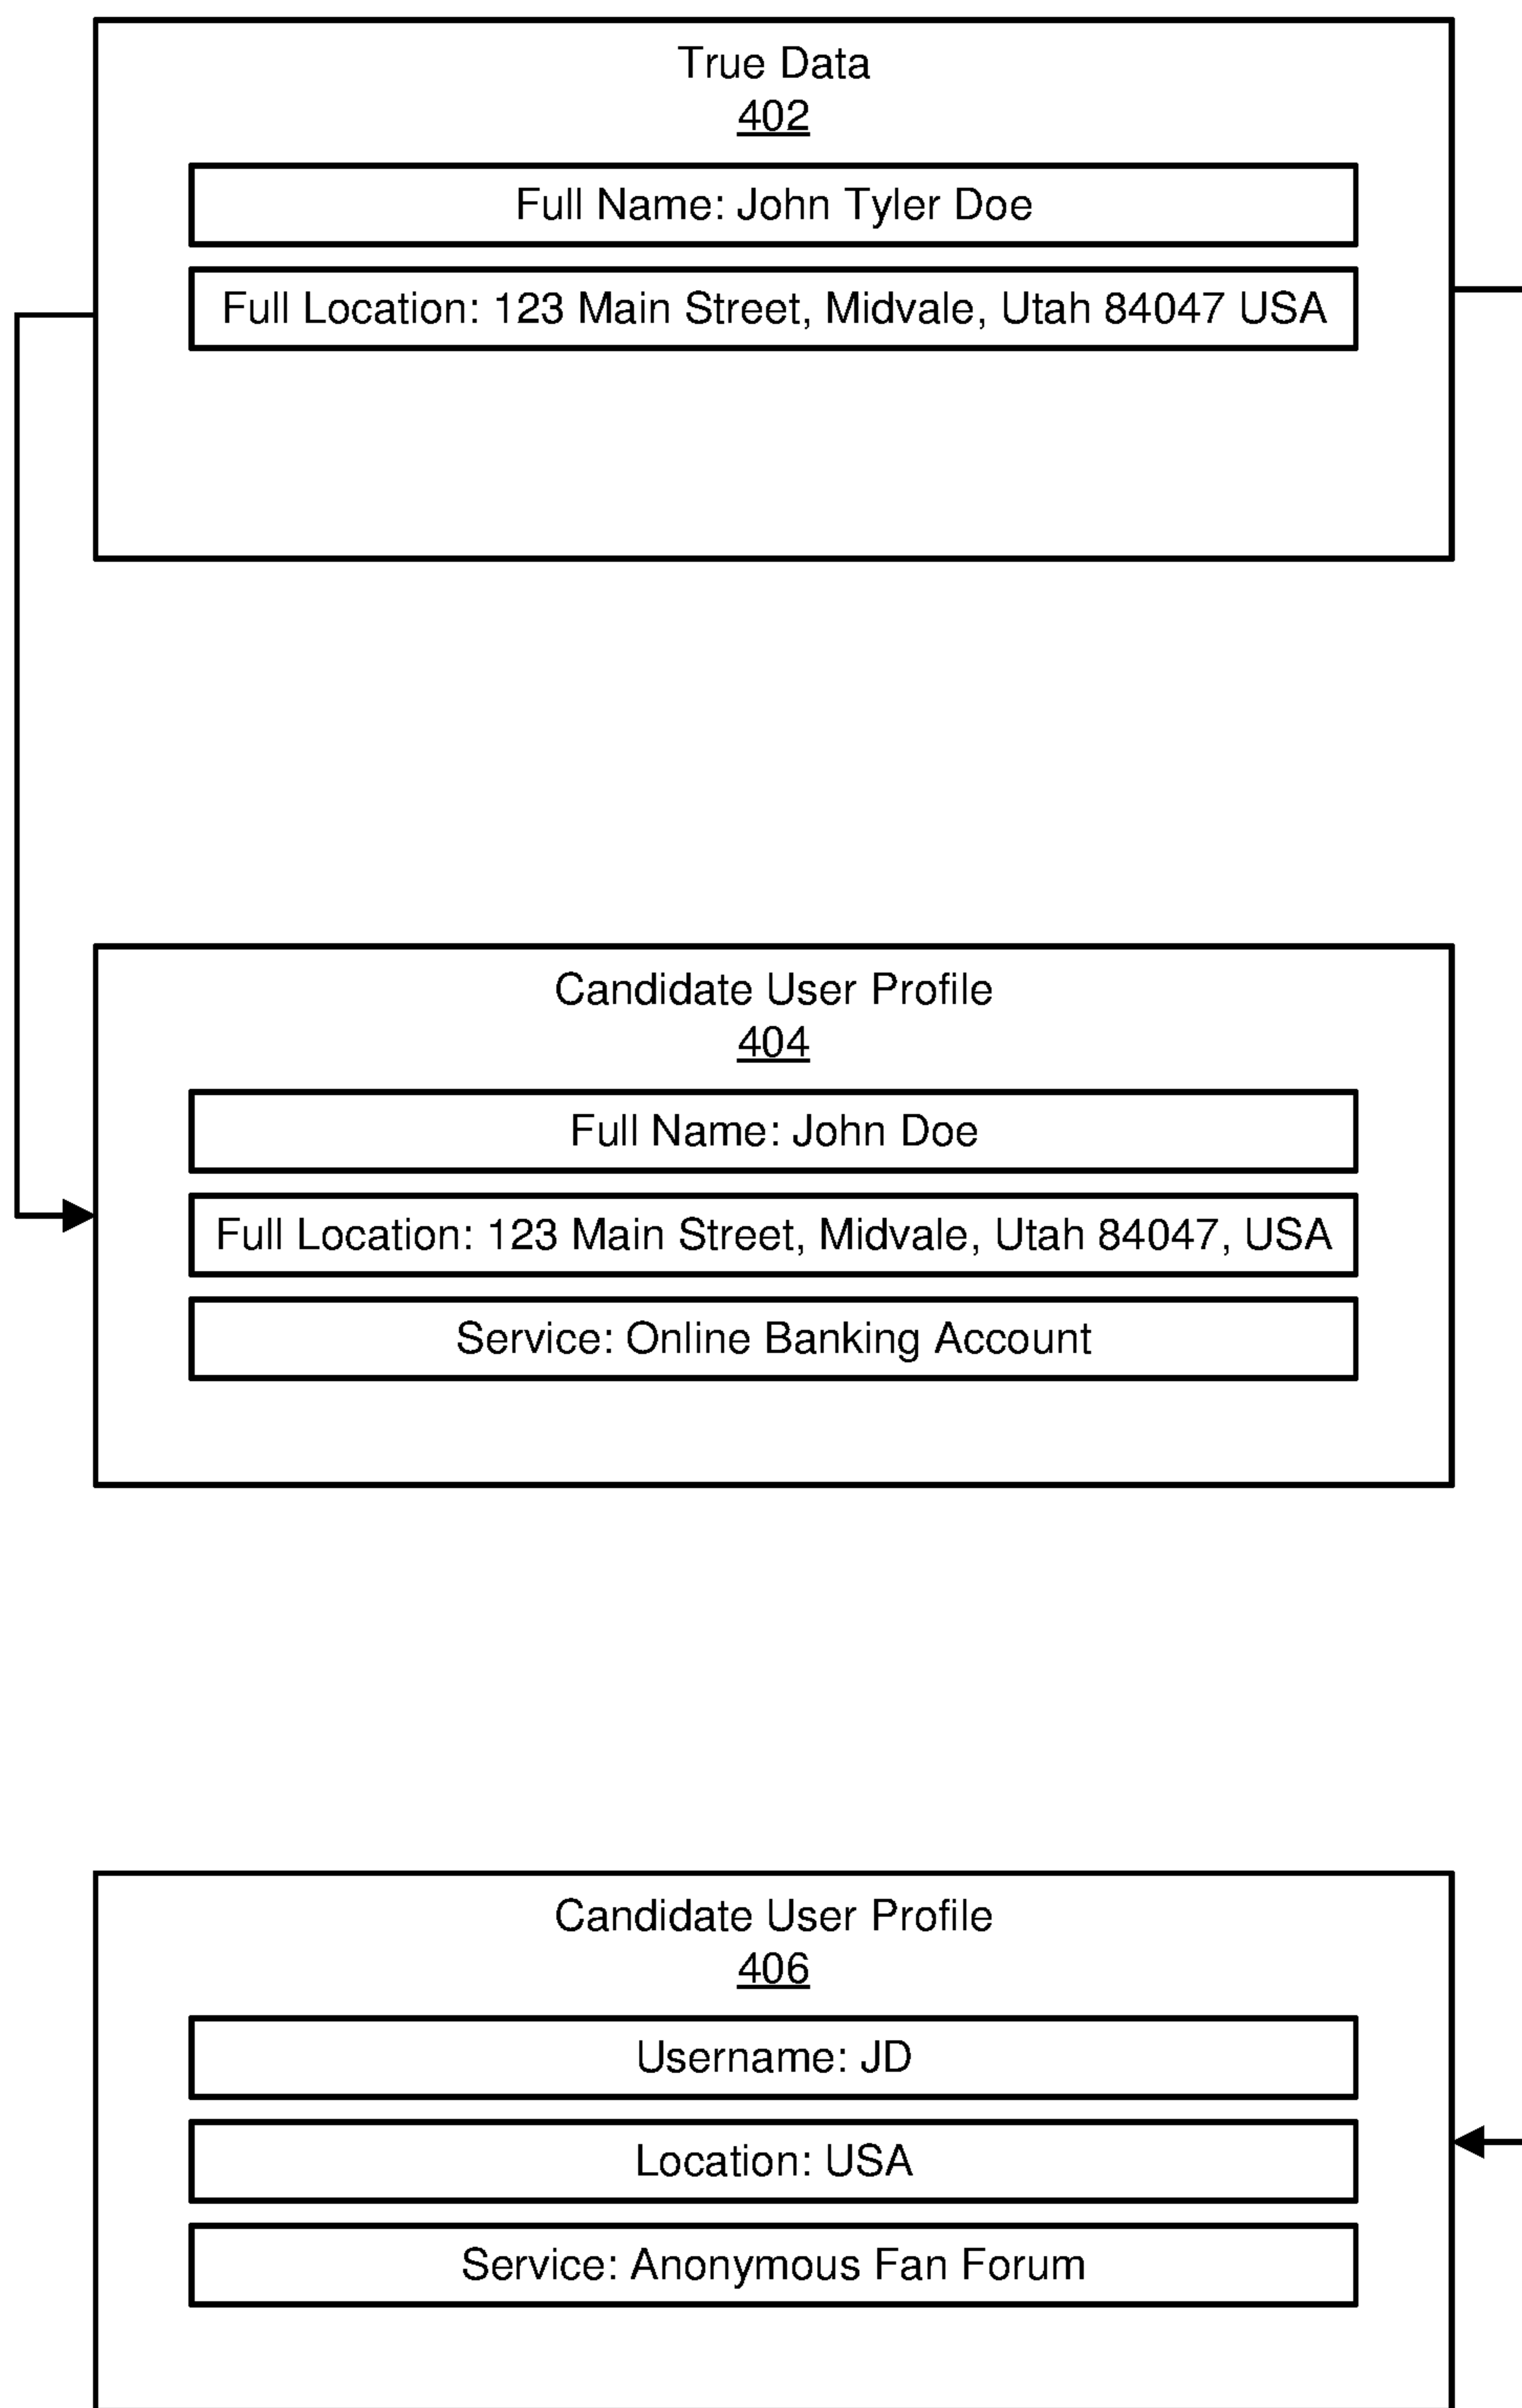 True Data
402
Full Name: John Tyler Doe
Full Location: 123 Main Street, Midvale, Utah 84047 USA
Candidate User Profile
404
Full Name: John Doe
Full Location: 123 Main Street, Midvale, Utah 84047, USA
Service: Online Banking Account
Candidate User Profile
406
Username: JD
Location: USA
Service: Anonymous Fan Forum